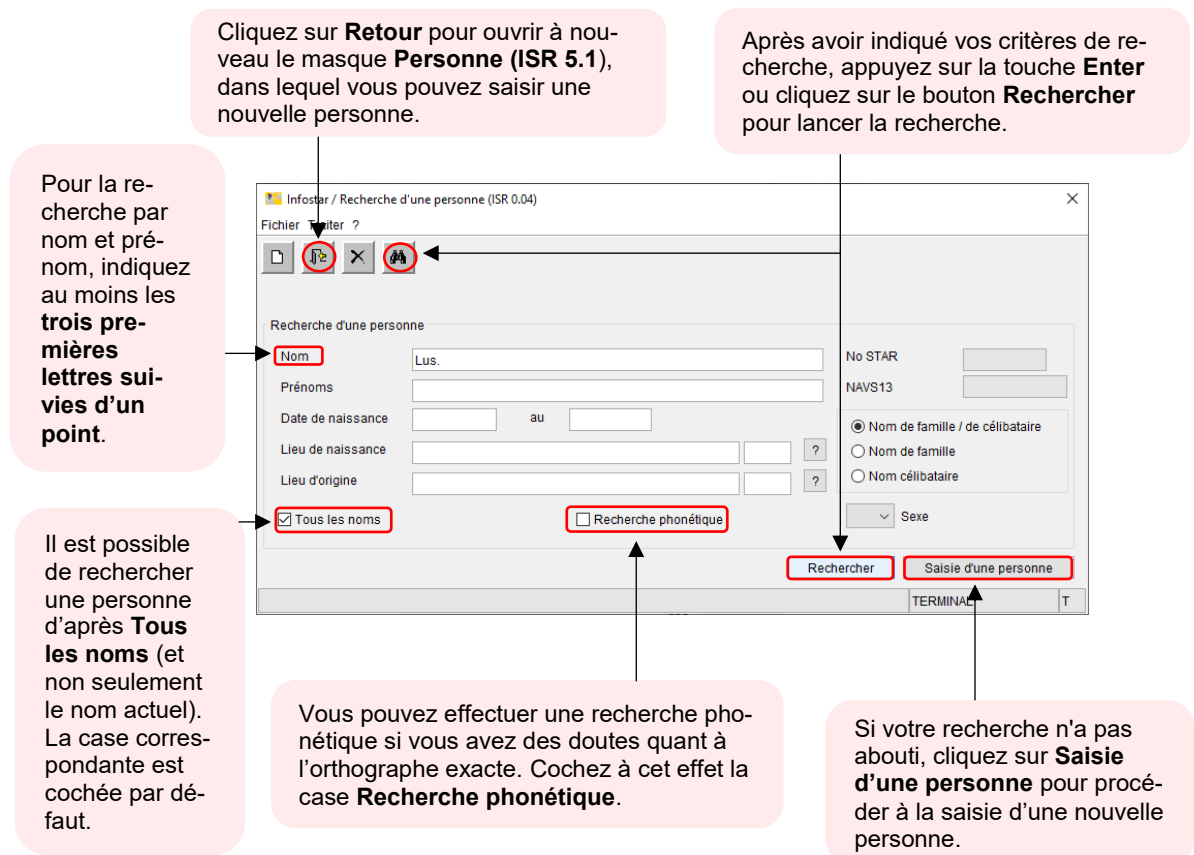 Cliquez sur Retour pour ouvrir à nou-
veau le masque Personne (ISR 5.1),
dans lequel vous pouvez saisir une
nouvelle personne.
Après avoir indiqué vos critères de re-
cherche, appuyez sur la touche Enter
ou cliquez sur le bouton Rechercher
pour lancer la recherche.
Pour la re-
cherche par
nom et pré-
nom, indiquez
au moins les
trois pre-
mières
lettres sui-
vies d’un
point.
Infostar / Recherche d'une personne (ISR 0.04)
Fichier Traiter ?
Recherche d'une personne
Nom
Lus.
No STAR
Prénoms
NAVS13
Date de naissance
au
Nom de famille / de célibataire
Lieu de naissance
?
Nom de famille
Lieu d'origine
?
Nom célibataire
Tous les noms
Recherche phonétique
Sexe
Rechercher
Saisie d'une personne
TERMINAL
T
Il est possible
de rechercher
une personne
d’après Tous
les noms (et
non seulement
le nom actuel).
La case corres-
pondante est
cochée par dé-
faut.
Vous pouvez effectuer une recherche pho-
nétique si vous avez des doutes quant à
l’orthographe exacte. Cochez à cet effet la
case Recherche phonétique.
Si votre recherche n'a pas
abouti, cliquez sur Saisie
d’une personne pour procé-
der à la saisie d’une nouvelle
personne.